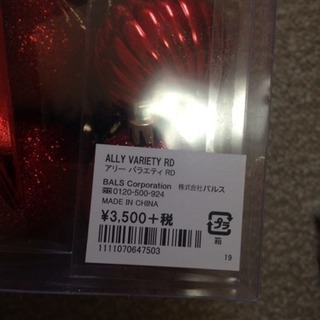 ALLY VARIETY RD
アリー バラエティ RD
BALS Corporation 株式会社バルス
0120-500-924
MADE IN CHINA
¥3,500+税
プラ
箱
1111070647503
19